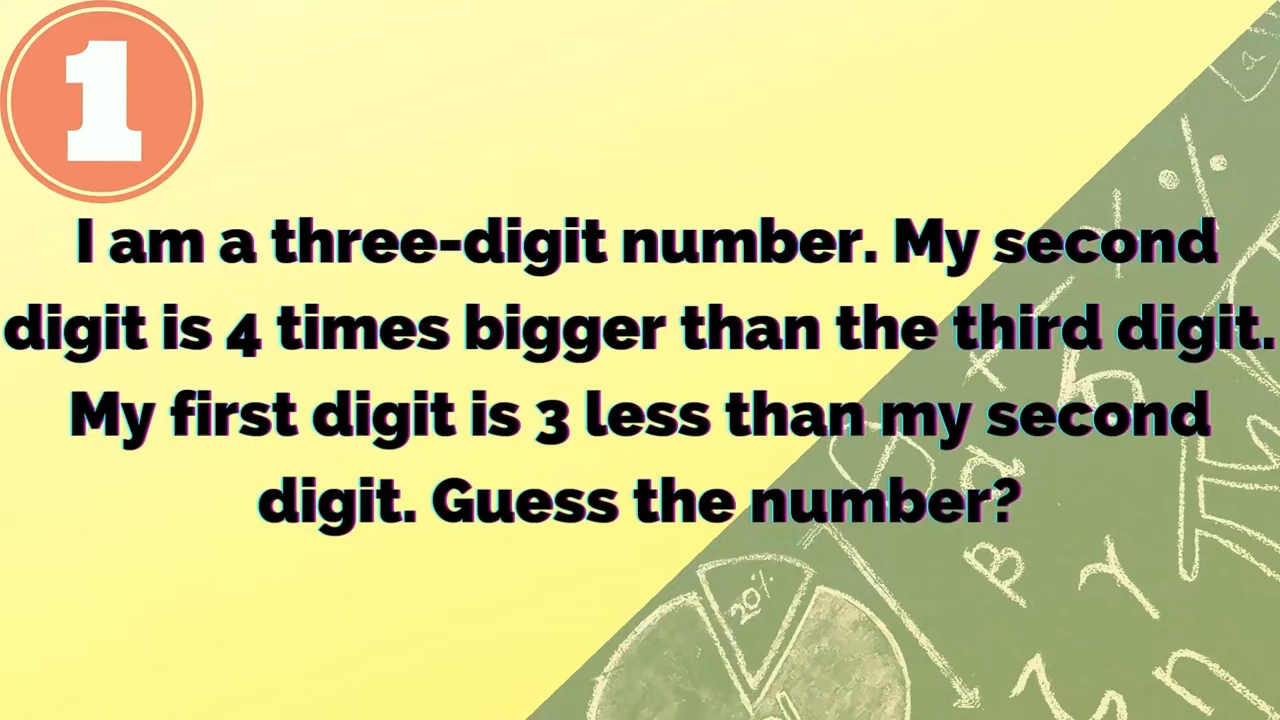 1
I am a three-digit number. My second
digit is 4 times bigger than the third digit.
My first digit is 3 less than my second
digit. Guess the number?
20%